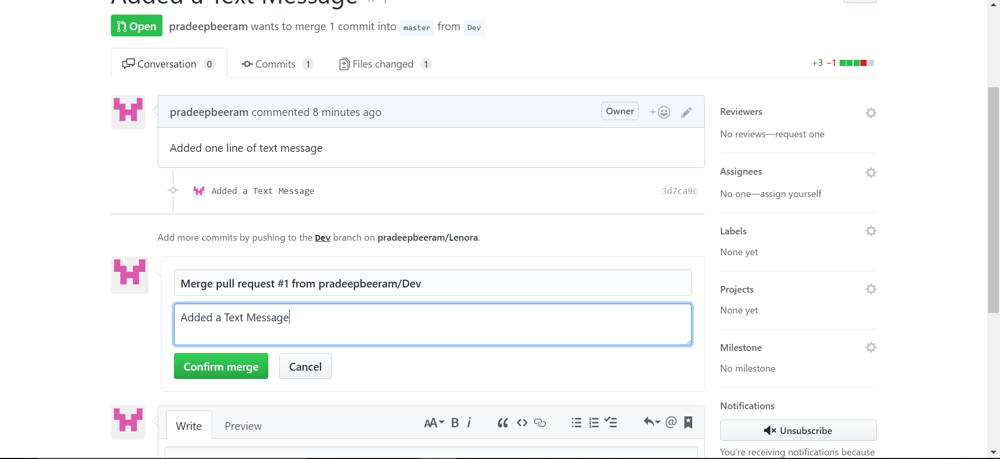 Added a Text Message #1
Open pradeepbeeram wants to merge 1 commit into master from Dev
Conversation 0 Commits 1 Files changed 1 +3 −1
pradeepbeeram commented 8 minutes ago Owner
Added one line of text message
Added a Text Message 3d7ca9c
Add more commits by pushing to the Dev branch on pradeepbeeram/Lenora.
Merge pull request #1 from pradeepbeeram/Dev
Added a Text Message
Confirm merge Cancel
Write Preview AA B i
Reviewers
No reviews—request one
Assignees
No one—assign yourself
Labels
None yet
Projects
None yet
Milestone
No milestone
Notifications
Unsubscribe
You’re receiving notifications because